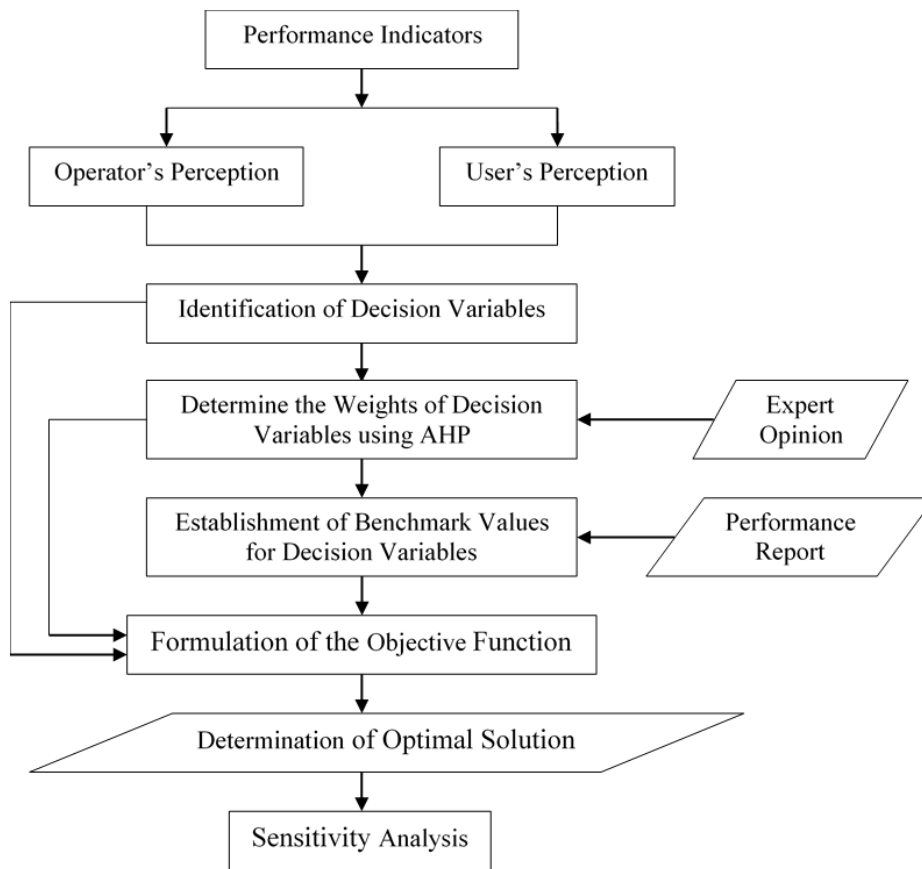 Performance Indicators
Operator’s Perception
User’s Perception
Identification of Decision Variables
Determine the Weights of Decision
Variables using AHP
Expert
Opinion
Establishment of Benchmark Values
for Decision Variables
Performance
Report
Formulation of the Objective Function
Determination of Optimal Solution
Sensitivity Analysis